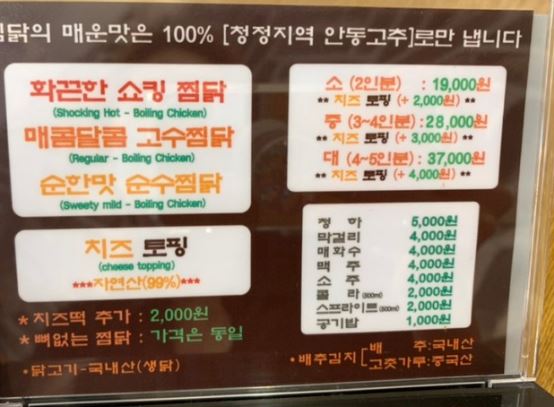 찜닭의 매운맛은 100% [청정지역 안동고추]로만 냅니다
화끈한 쇼킹 찜닭
(Shocking Hot - Boiling Chicken)
매콤달콤 고수찜닭
(Regular - Boiling Chicken)
순한맛 순수찜닭
(Sweety mild - Boiling Chicken)
치즈 토핑
(cheese topping)
***자연산(99%)***
* 치즈떡 추가 : 2,000원
* 뼈없는 찜닭 : 가격은 동일
• 닭고기-국내산(생닭)
소 (2인분) : 19,000원
** 치즈 토핑 (+ 2,000원) **
중 (3~4인분) : 28,000원
** 치즈 토핑 (+ 3,000원) **
대 (4~5인분) : 37,000원
** 치즈 토핑 (+ 4,000원) **
청 하 5,000원
막걸리 4,000원
매화수 4,000원
맥 주 4,000원
소 주 4,000원
콜 라 (500ml) 2,000원
스프라이트 (500ml) 2,000원
공기밥 1,000원
• 배추김치 [ 배 추:국내산
고춧가루:중국산